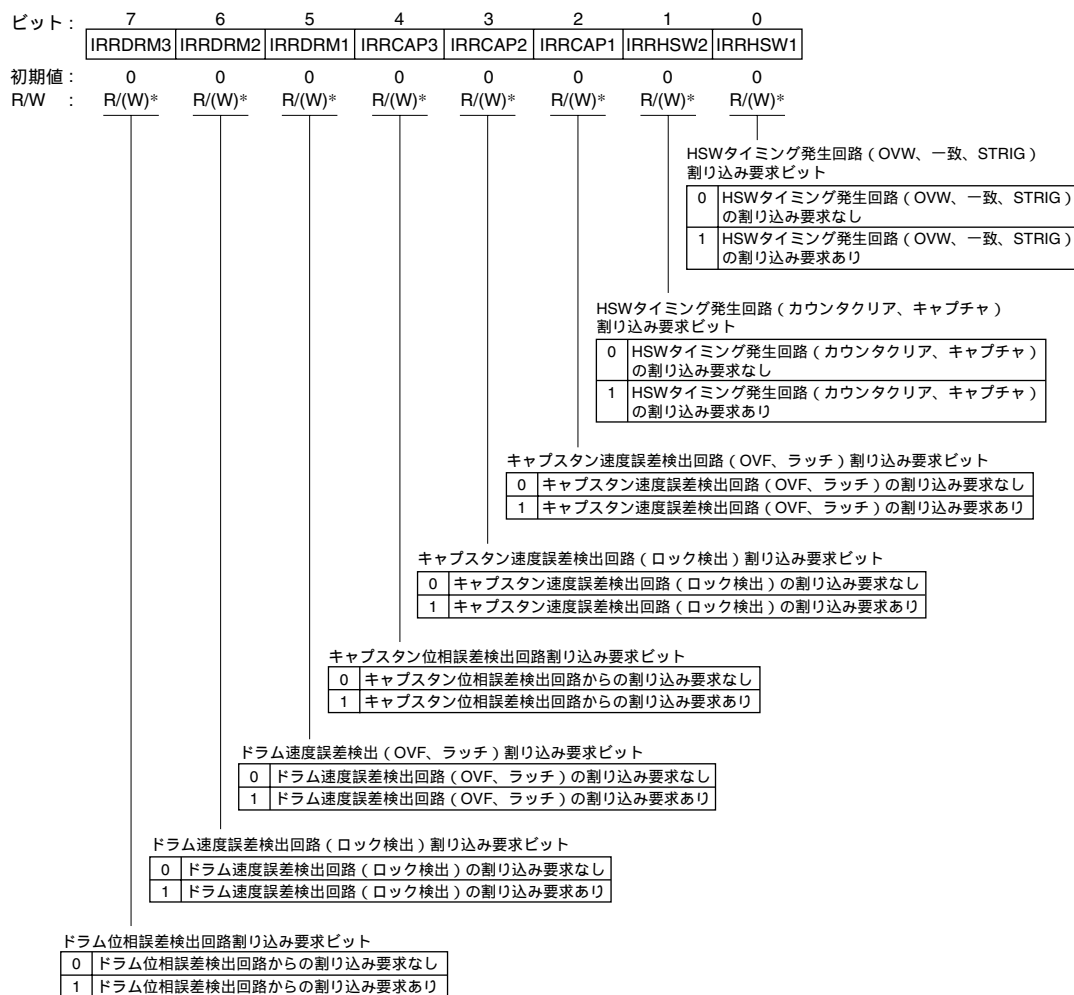 ビット： 7 6 5 4 3 2 1 0
IRRDRM3 IRRDRM2 IRRDRM1 IRRCAP3 IRRCAP2 IRRCAP1 IRRHSW2 IRRHSW1
初期値： 0 0 0 0 0 0 0 0
R/W ： R/(W)* R/(W)* R/(W)* R/(W)* R/(W)* R/(W)* R/(W)* R/(W)*
HSWタイミング発生回路（OVW、一致、STRIG）
割り込み要求ビット
0 HSWタイミング発生回路（OVW、一致、STRIG）
の割り込み要求なし
1 HSWタイミング発生回路（OVW、一致、STRIG）
の割り込み要求あり
HSWタイミング発生回路（カウンタクリア、キャプチャ）
割り込み要求ビット
0 HSWタイミング発生回路（カウンタクリア、キャプチャ）
の割り込み要求なし
1 HSWタイミング発生回路（カウンタクリア、キャプチャ）
の割り込み要求あり
キャプスタン速度誤差検出回路（OVF、ラッチ）割り込み要求ビット
0 キャプスタン速度誤差検出回路（OVF、ラッチ）の割り込み要求なし
1 キャプスタン速度誤差検出回路（OVF、ラッチ）の割り込み要求あり
キャプスタン速度誤差検出回路（ロック検出）割り込み要求ビット
0 キャプスタン速度誤差検出回路（ロック検出）の割り込み要求なし
1 キャプスタン速度誤差検出回路（ロック検出）の割り込み要求あり
キャプスタン位相誤差検出回路割り込み要求ビット
0 キャプスタン位相誤差検出回路からの割り込み要求なし
1 キャプスタン位相誤差検出回路からの割り込み要求あり
ドラム速度誤差検出（OVF、ラッチ）割り込み要求ビット
0 ドラム速度誤差検出回路（OVF、ラッチ）の割り込み要求なし
1 ドラム速度誤差検出回路（OVF、ラッチ）の割り込み要求あり
ドラム速度誤差検出回路（ロック検出）割り込み要求ビット
0 ドラム速度誤差検出回路（ロック検出）の割り込み要求なし
1 ドラム速度誤差検出回路（ロック検出）の割り込み要求あり
ドラム位相誤差検出回路割り込み要求ビット
0 ドラム位相誤差検出回路からの割り込み要求なし
1 ドラム位相誤差検出回路からの割り込み要求あり